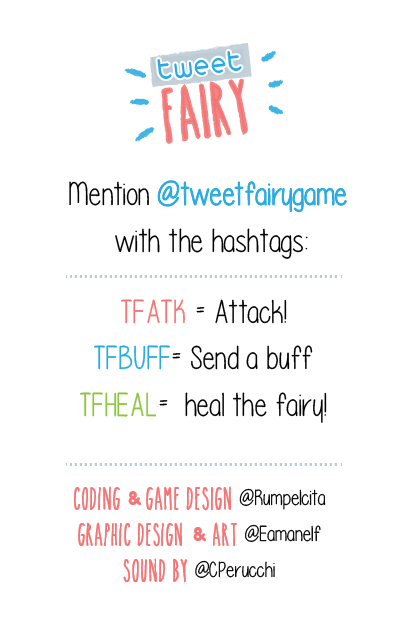 tweet
FAIRY
Mention @tweetfairygame
with the hashtags:
TFATK = Attack!
TFBUFF= Send a buff
TFHEAL= heal the fairy!
CODING & GAME DESIGN @Rumpelcita
GRAPHIC DESIGN & ART @Eamanelf
SOUND BY @CPerucchi